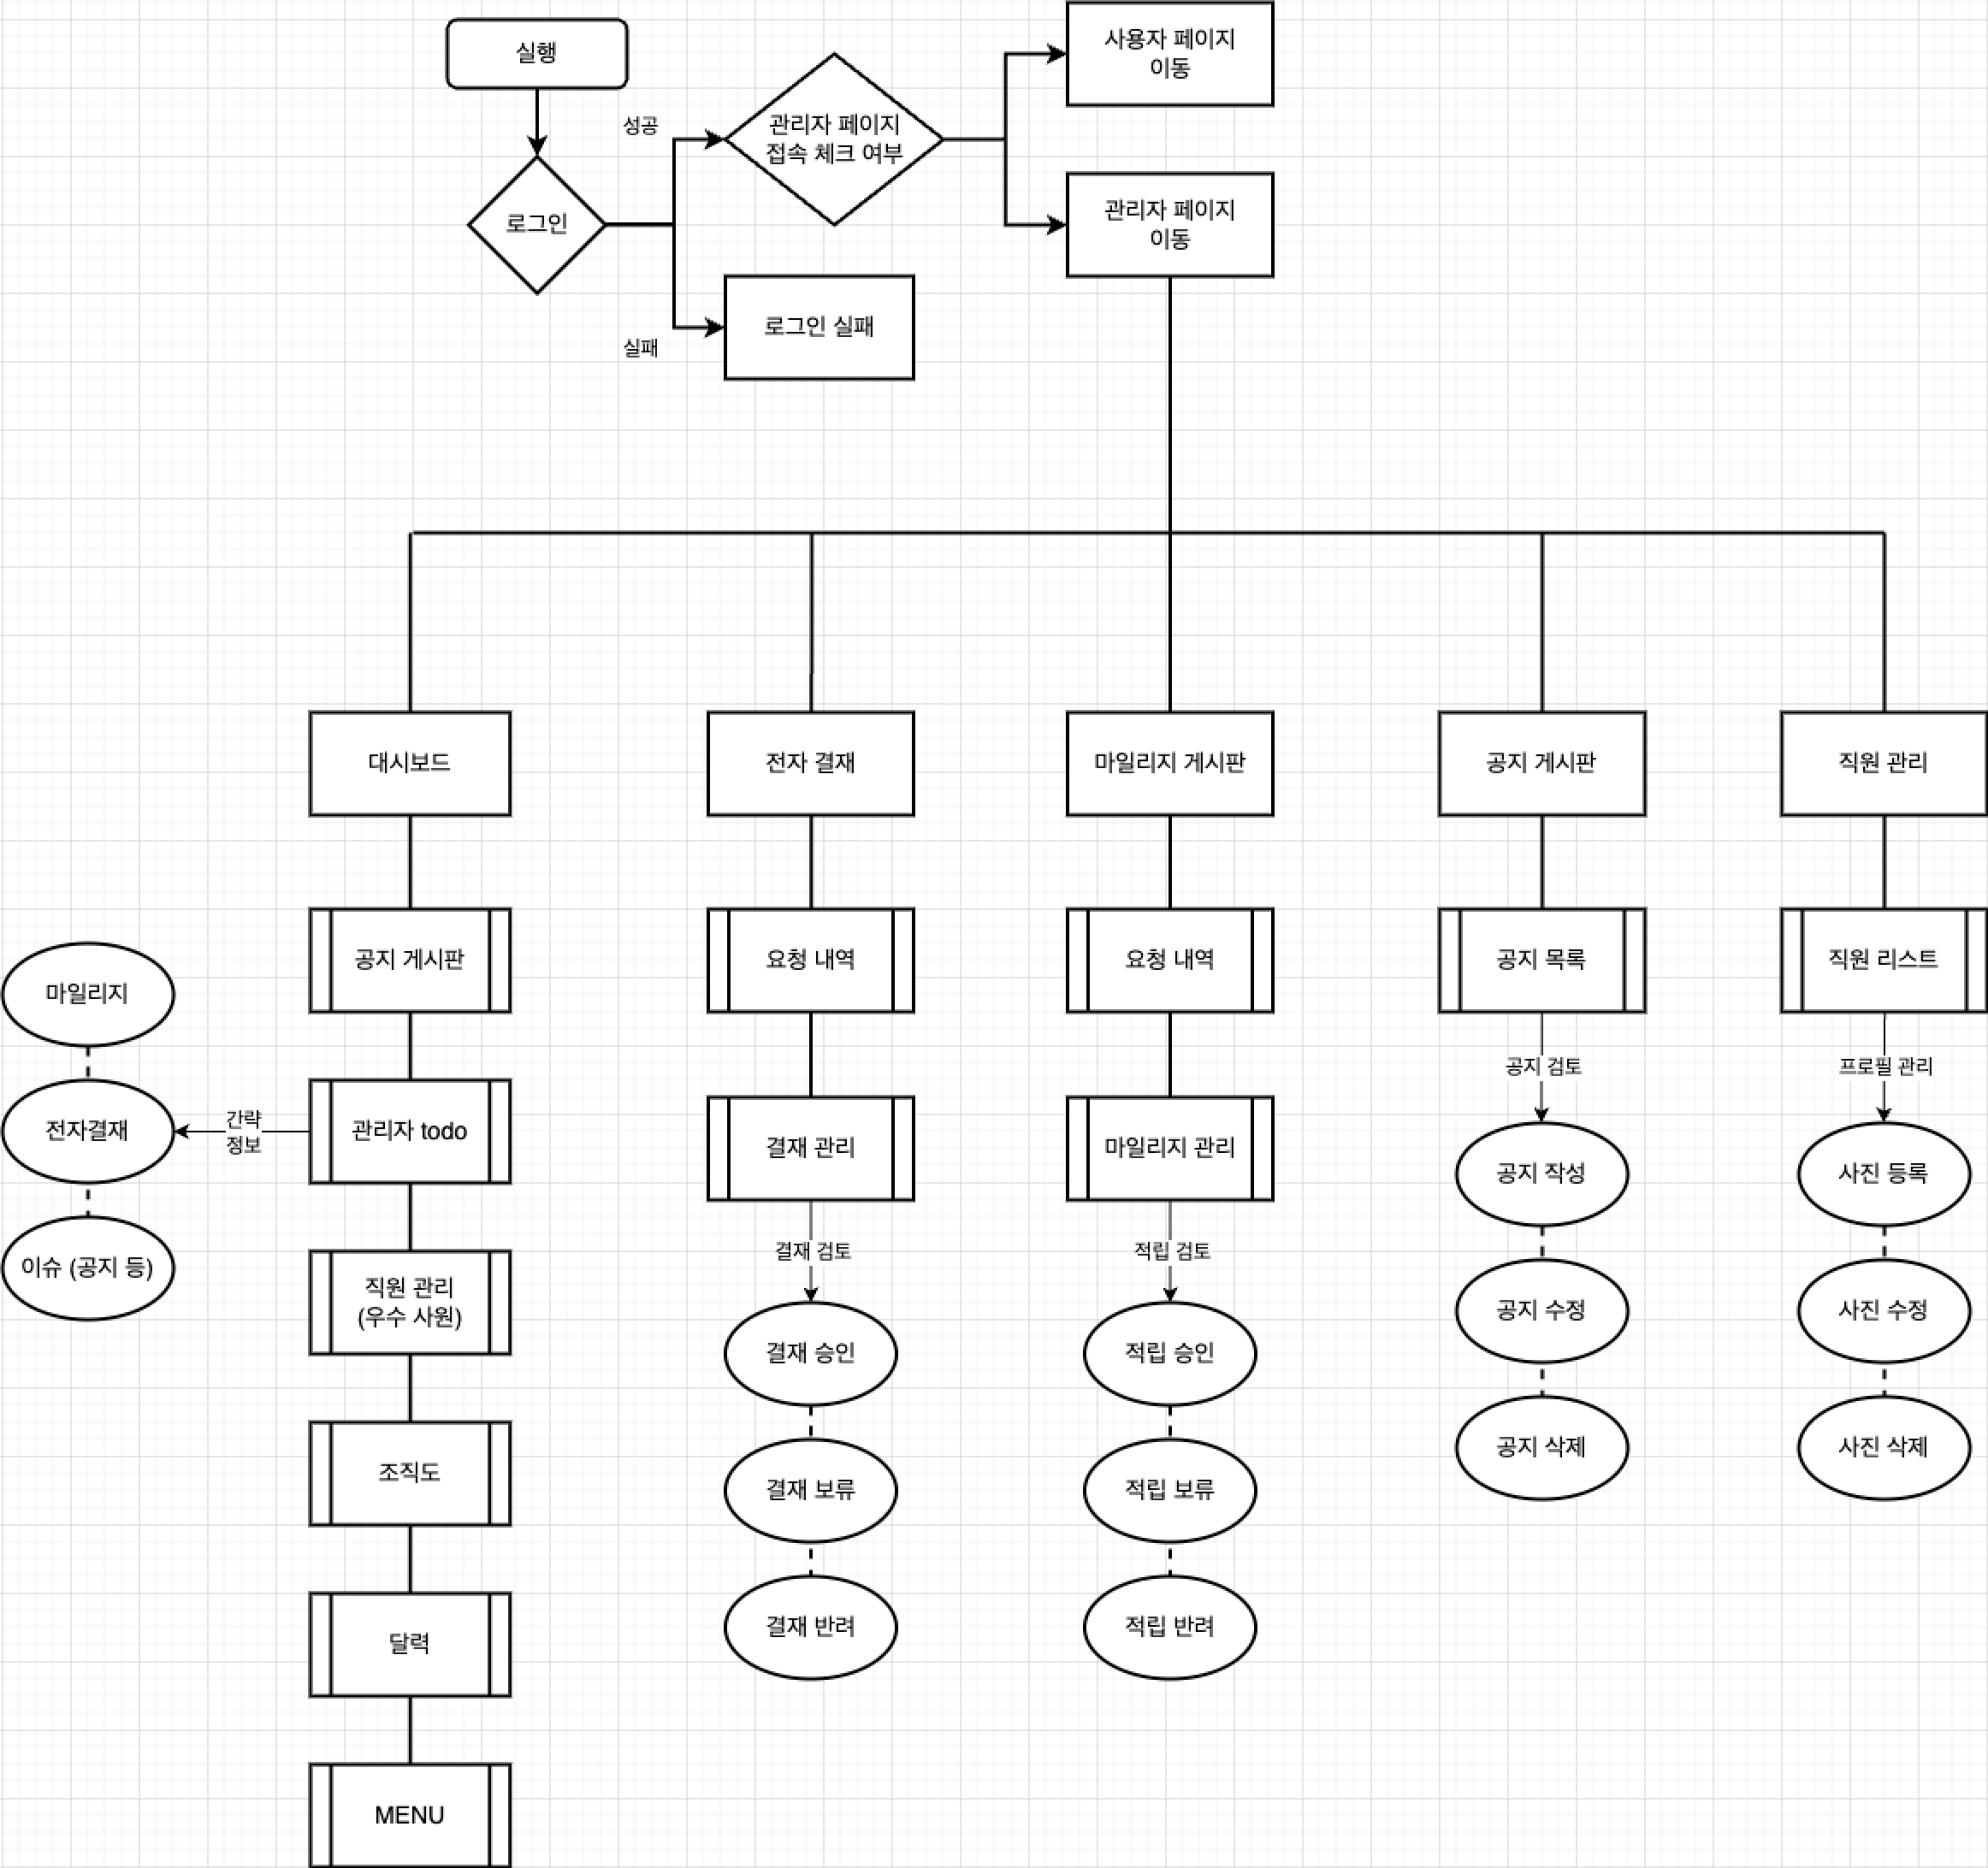 실행
성공
로그인
실패
관리자 페이지
접속 체크 여부
로그인 실패
사용자 페이지
이동
관리자 페이지
이동
대시보드
전자 결재
마일리지 게시판
공지 게시판
직원 관리
공지 게시판
관리자 todo
간략
정보
마일리지
전자결재
이슈 (공지 등)
직원 관리
(우수 사원)
조직도
달력
MENU
요청 내역
결재 관리
결재 검토
결재 승인
결재 보류
결재 반려
요청 내역
마일리지 관리
적립 검토
적립 승인
적립 보류
적립 반려
공지 목록
공지 검토
공지 작성
공지 수정
공지 삭제
직원 리스트
프로필 관리
사진 등록
사진 수정
사진 삭제